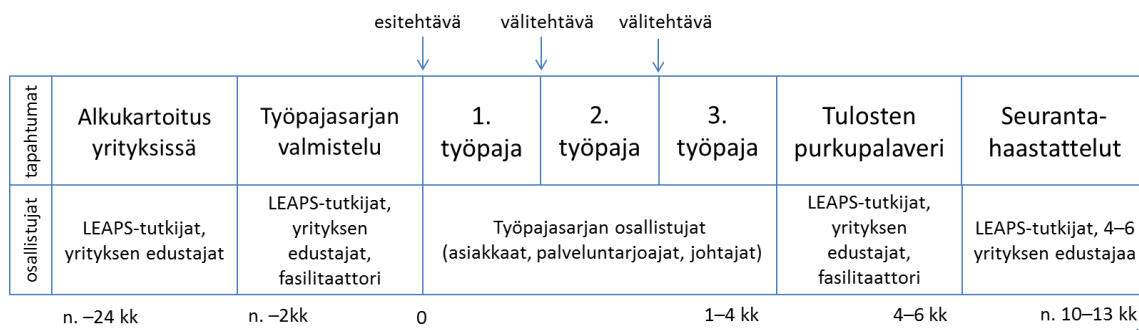 esitehtävä
välitehtävä
välitehtävä
tapahtumat
Alkukartoitus
yrityksissä
Työpajasarjan
valmistelu
1.
työpaja
2.
työpaja
3.
työpaja
Tulosten
purkupalaveri
Seuranta-
haastattelut
osallistujat
LEAPS-tutkijat,
yrityksen edustajat
LEAPS-tutkijat,
yrityksen
edustajat,
fasilitaattori
Työpajasarjan osallistujat
(asiakkaat, palveluntarjoajat, johtajat)
LEAPS-tutkijat,
yrityksen
edustajat,
fasilitaattori
LEAPS-tutkijat, 4–6
yrityksen edustajaa
n. –24 kk
n. –2kk
0
1–4 kk
4–6 kk
n. 10–13 kk